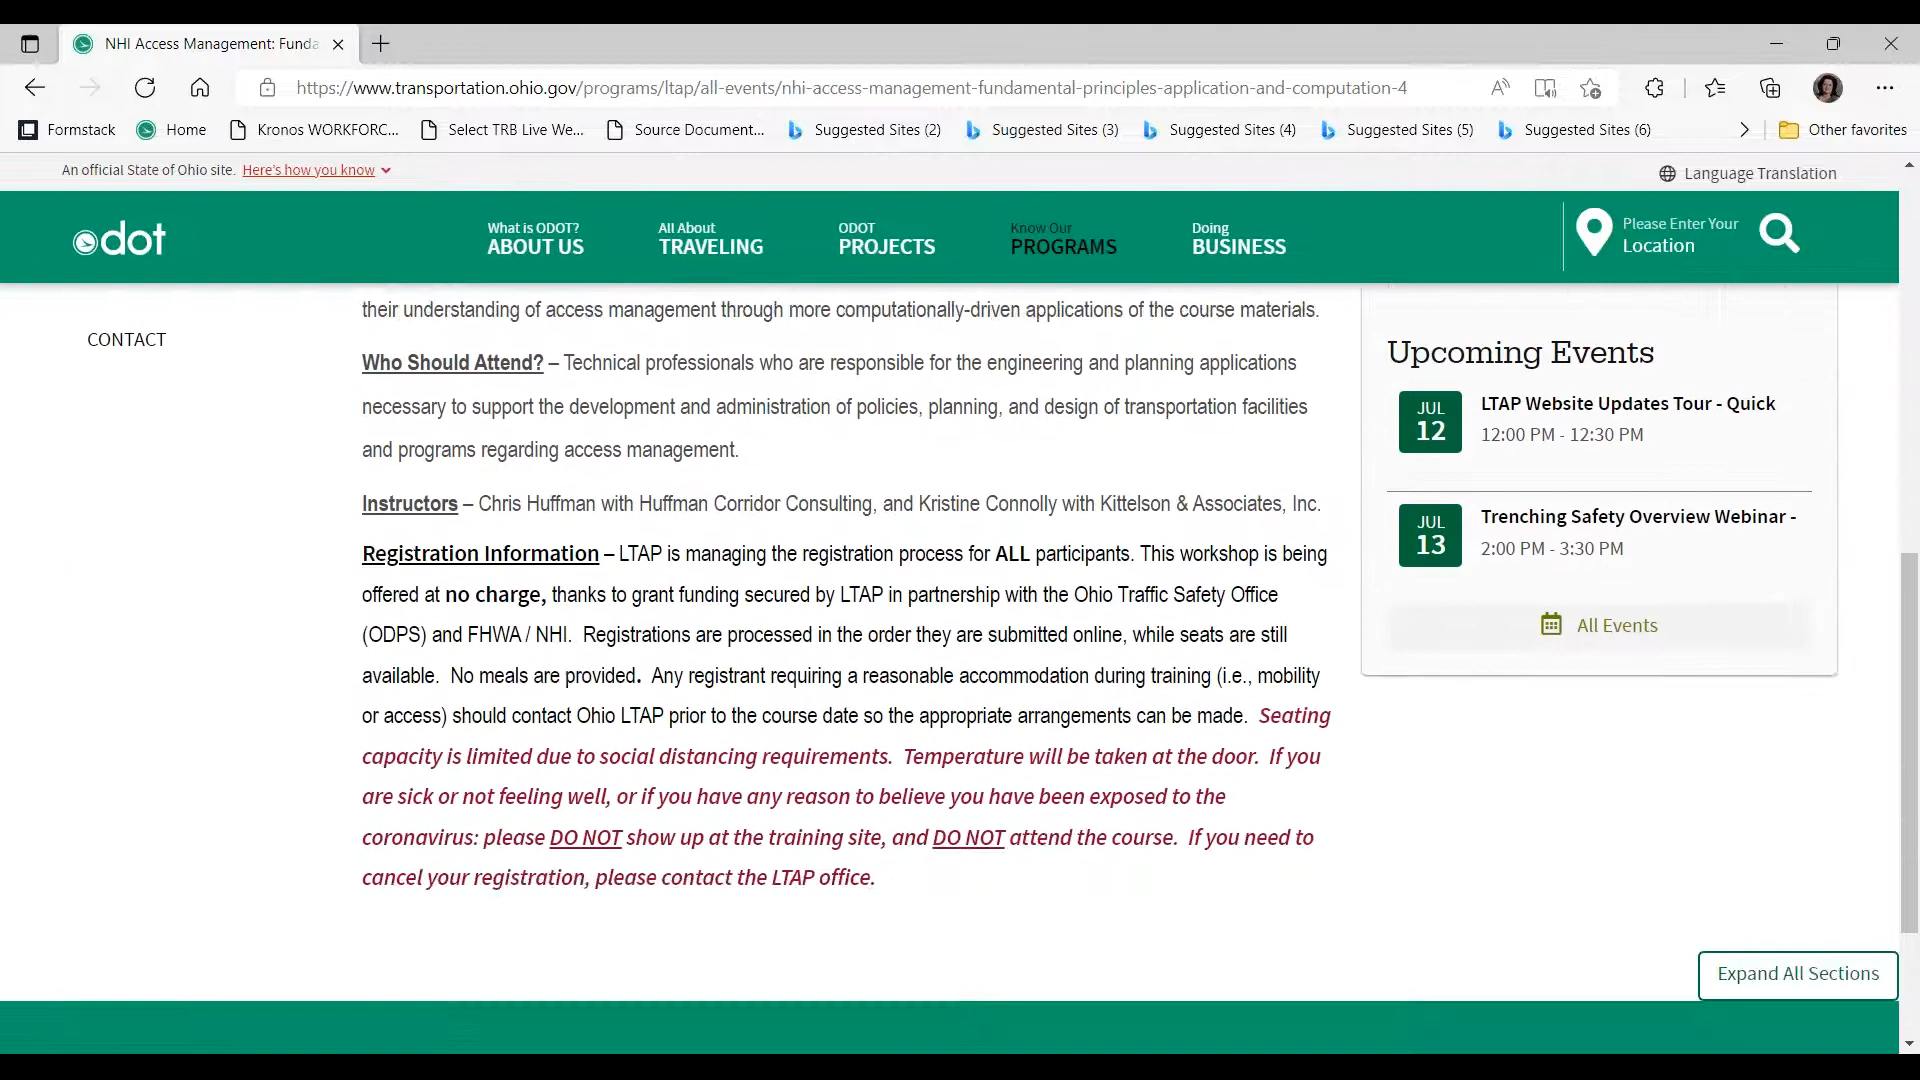 NHI Access Management: Funda
https://www.transportation.ohio.gov/programs/ltap/all-events/nhi-access-management-fundamental-principles-application-and-computation-4
Formstack
Home
Kronos WORKFORC...
Select TRB Live We...
Source Document...
Suggested Sites (2)
Suggested Sites (3)
Suggested Sites (4)
Suggested Sites (5)
Suggested Sites (6)
Other favorites
An official State of Ohio site. Here's how you know
Language Translation
odot
What is ODOT?
ABOUT US
All About
TRAVELING
ODOT
PROJECTS
Know Our
PROGRAMS
Doing
BUSINESS
Please Enter Your
Location
CONTACT
their understanding of access management through more computationally-driven applications of the course materials.
Who Should Attend? – Technical professionals who are responsible for the engineering and planning applications
necessary to support the development and administration of policies, planning, and design of transportation facilities
and programs regarding access management.
Instructors – Chris Huffman with Huffman Corridor Consulting, and Kristine Connolly with Kittelson & Associates, Inc.
Registration Information – LTAP is managing the registration process for ALL participants. This workshop is being
offered at no charge, thanks to grant funding secured by LTAP in partnership with the Ohio Traffic Safety Office
(ODPS) and FHWA / NHI.  Registrations are processed in the order they are submitted online, while seats are still
available.  No meals are provided.  Any registrant requiring a reasonable accommodation during training (i.e., mobility
or access) should contact Ohio LTAP prior to the course date so the appropriate arrangements can be made.  Seating
capacity is limited due to social distancing requirements.  Temperature will be taken at the door.  If you
are sick or not feeling well, or if you have any reason to believe you have been exposed to the
coronavirus: please DO NOT show up at the training site, and DO NOT attend the course.  If you need to
cancel your registration, please contact the LTAP office.
Upcoming Events
JUL
12
LTAP Website Updates Tour - Quick
12:00 PM - 12:30 PM
JUL
13
Trenching Safety Overview Webinar -
2:00 PM - 3:30 PM
All Events
Expand All Sections